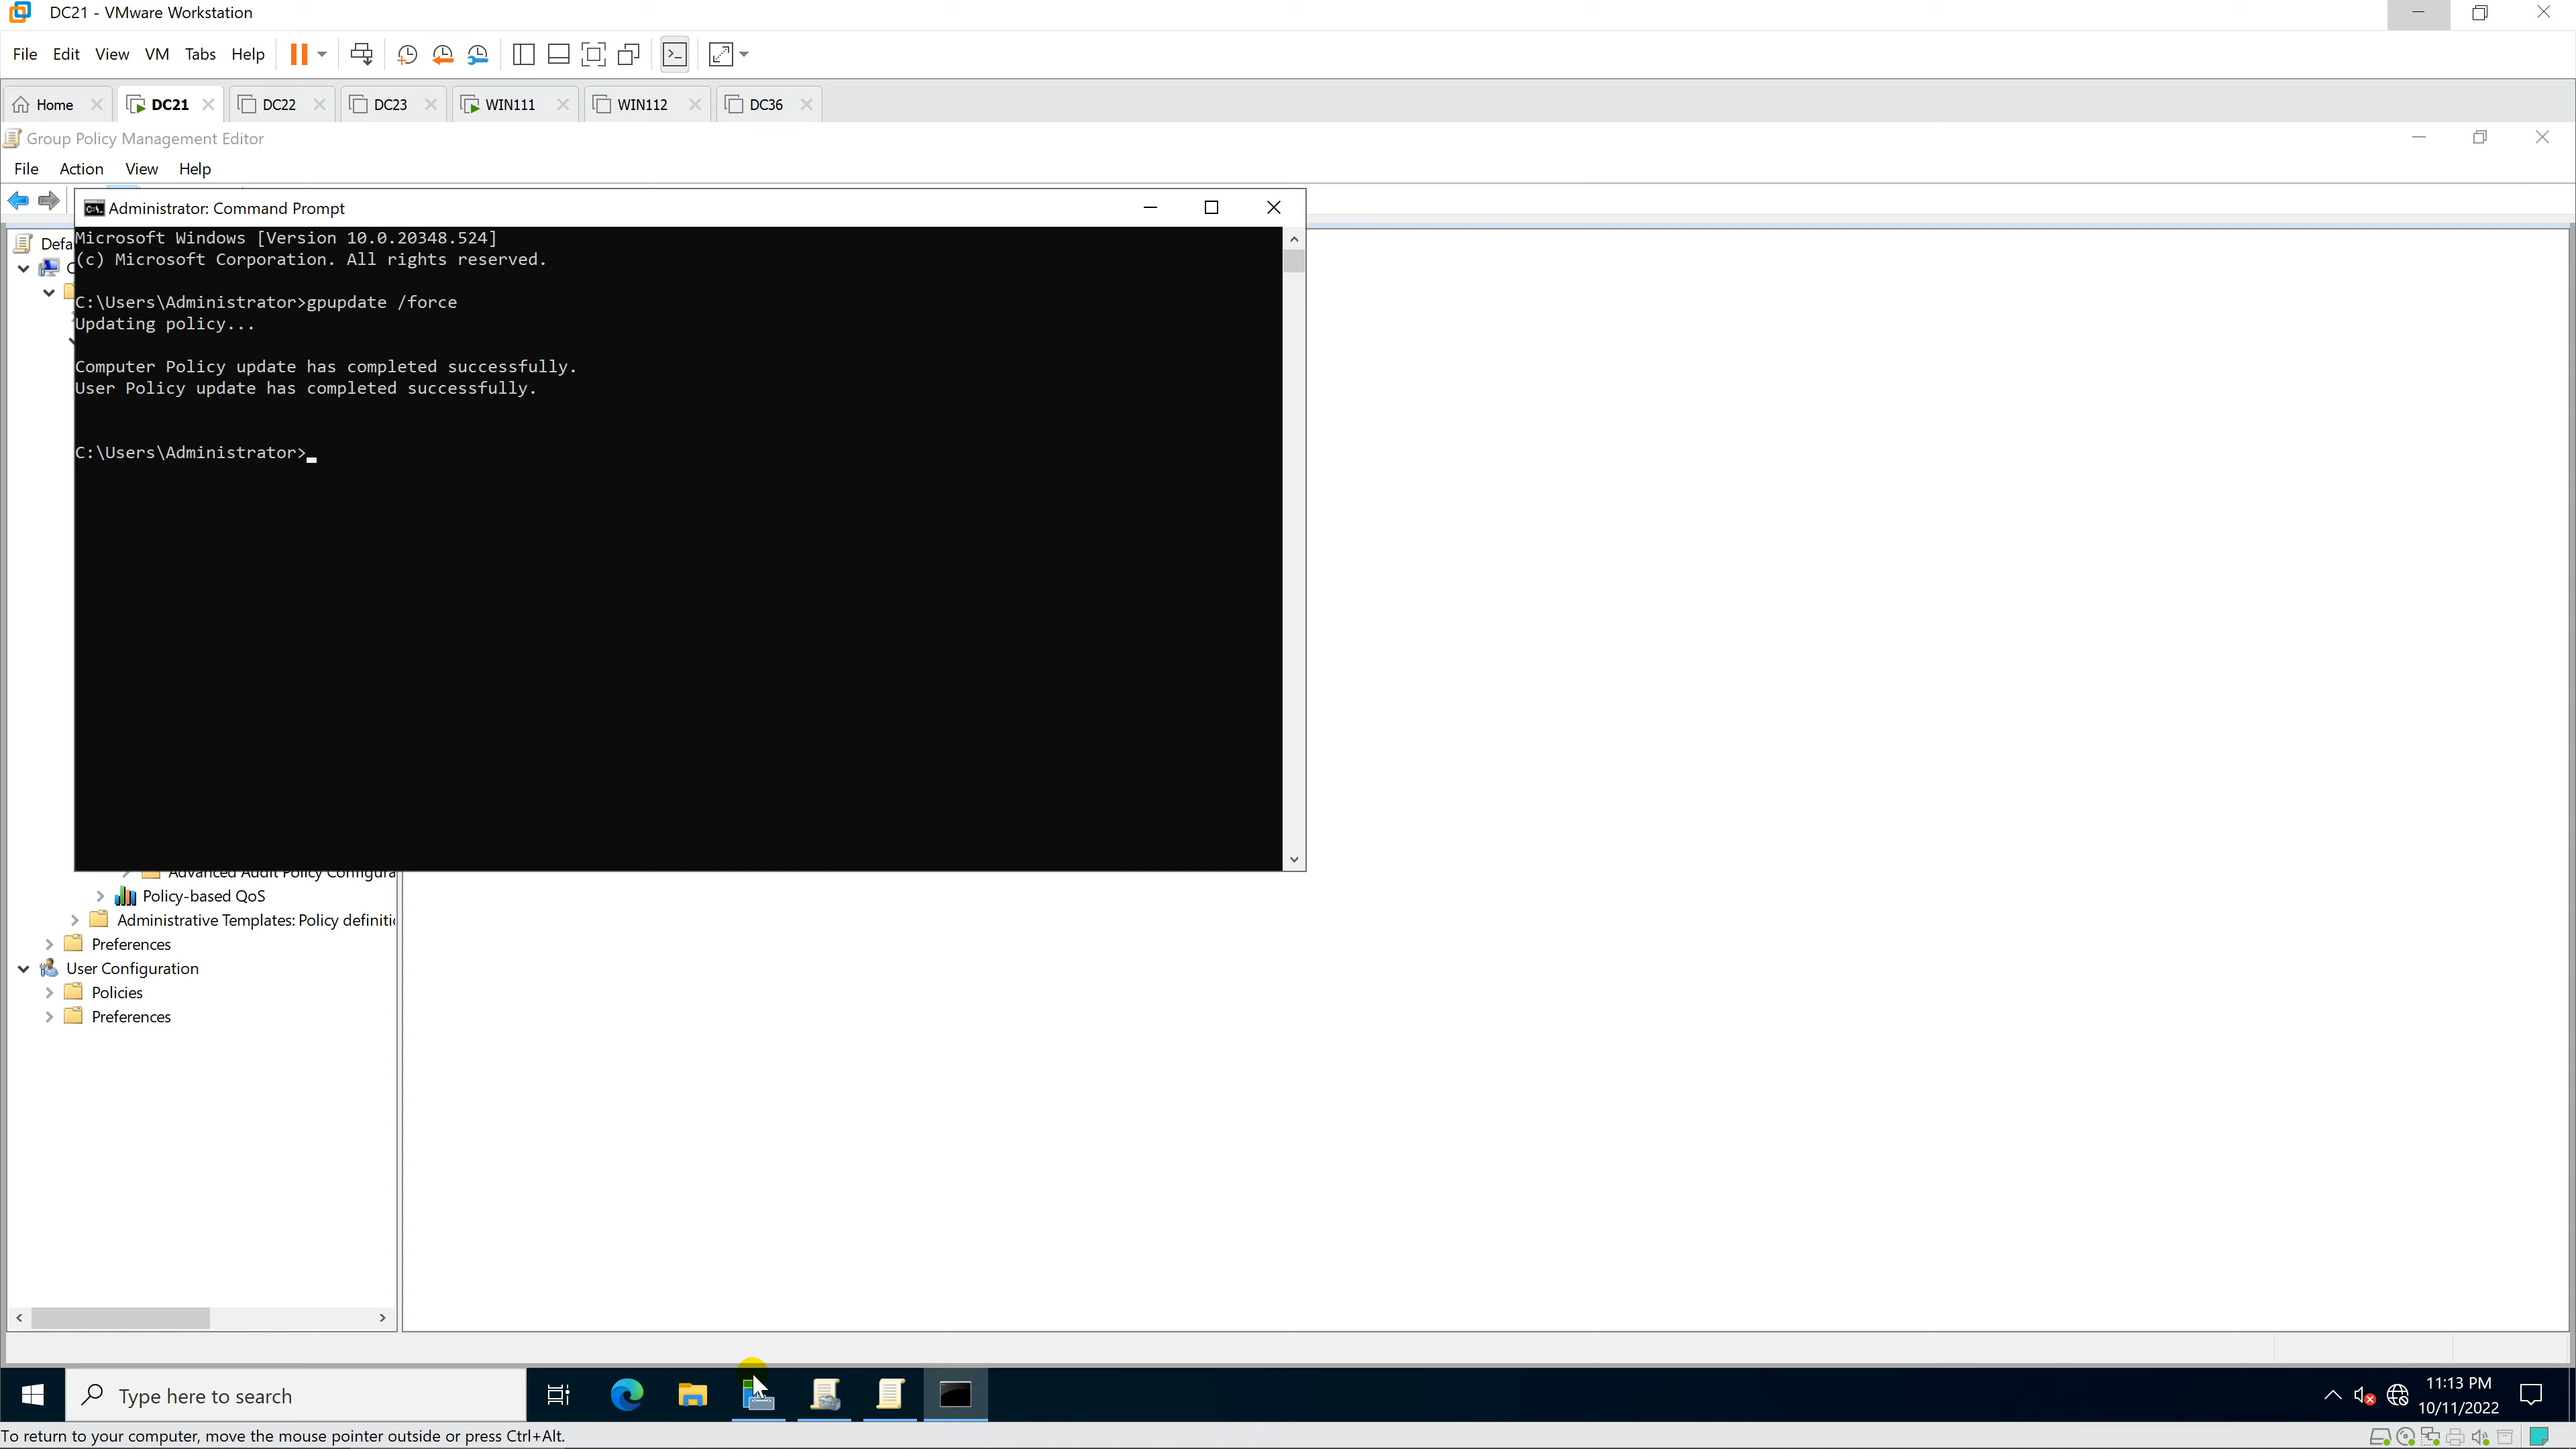 DC21 - VMware Workstation
File Edit View VM Tabs Help
Home DC21 DC22 DC23 WIN111 WIN112 DC36
Group Policy Management Editor
File Action View Help
Administrator: Command Prompt
Microsoft Windows [Version 10.0.20348.524]
(c) Microsoft Corporation. All rights reserved.
C:\Users\Administrator>gpupdate /force
Updating policy...
Computer Policy update has completed successfully.
User Policy update has completed successfully.
C:\Users\Administrator>
Defa
Advanced Audit Policy Configura
Policy-based QoS
Administrative Templates: Policy definiti
Preferences
User Configuration
Policies
Preferences
Type here to search
11:13 PM
10/11/2022
To return to your computer, move the mouse pointer outside or press Ctrl+Alt.